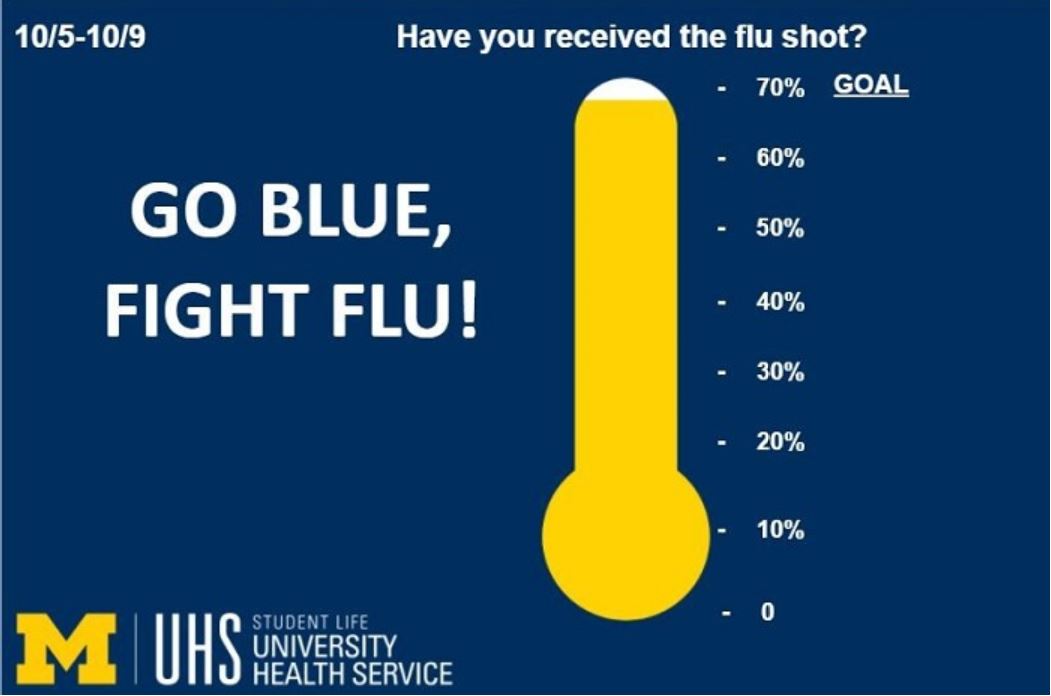 10/5-10/9
Have you received the flu shot?
GO BLUE,
FIGHT FLU!
- 70% GOAL
- 60%
- 50%
- 40%
- 30%
- 20%
- 10%
- 0
M
UHS
STUDENT LIFE
UNIVERSITY
HEALTH SERVICE